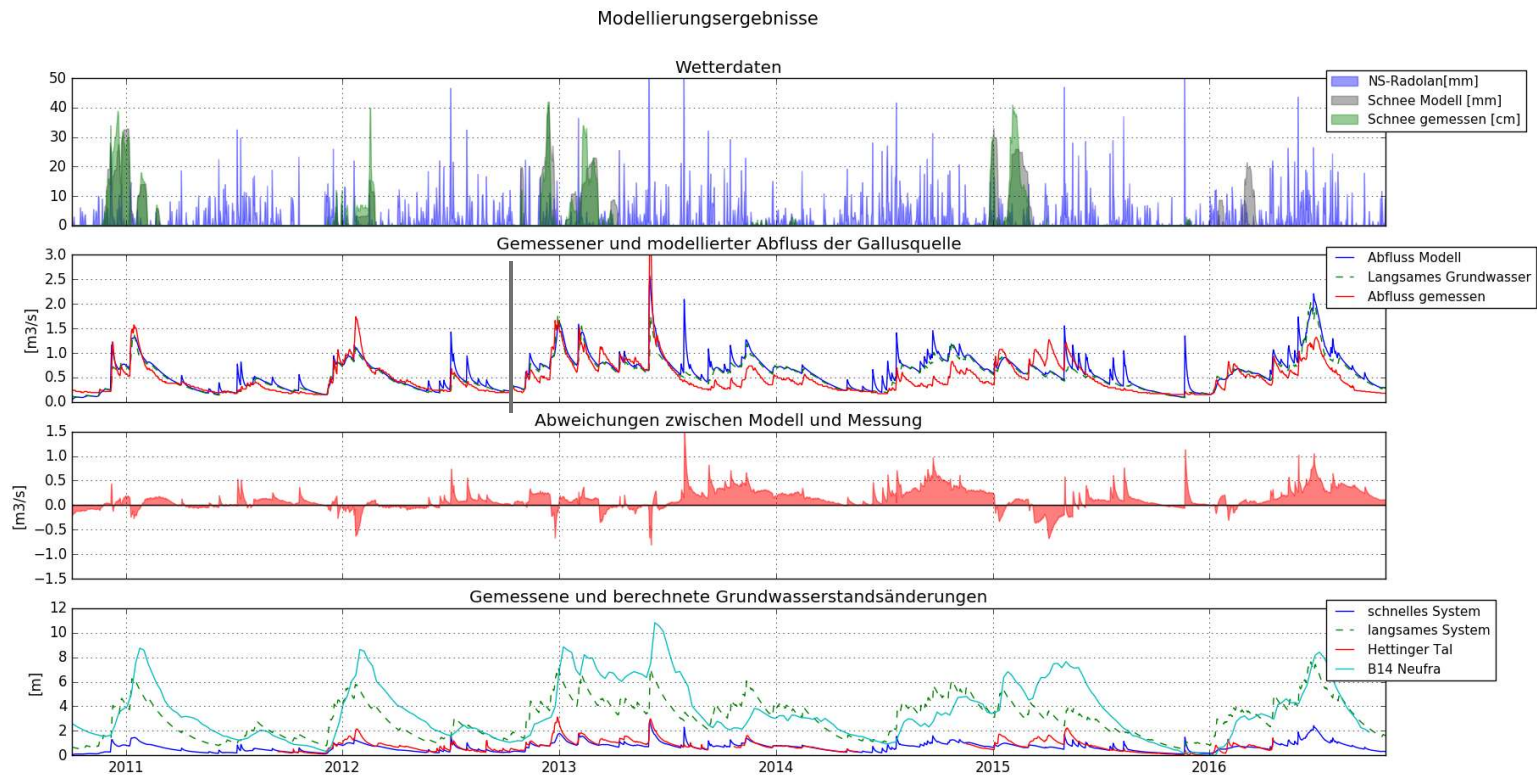 Modellierungsergebnisse
Wetterdaten
50
40
30
20
10
0
NS-Radolan[mm]
Schnee Modell [mm]
Schnee gemessen [cm]
Gemessener und modellierter Abfluss der Gallusquelle
[m3/s]
3.0
2.5
2.0
1.5
1.0
0.5
0.0
Abfluss Modell
Langsames Grundwasser
Abfluss gemessen
Abweichungen zwischen Modell und Messung
[m3/s]
1.5
1.0
0.5
0.0
−0.5
−1.0
−1.5
Gemessene und berechnete Grundwasserstandsänderungen
[m]
12
10
8
6
4
2
0
schnelles System
langsames System
Hettinger Tal
B14 Neufra
2011 2012 2013 2014 2015 2016